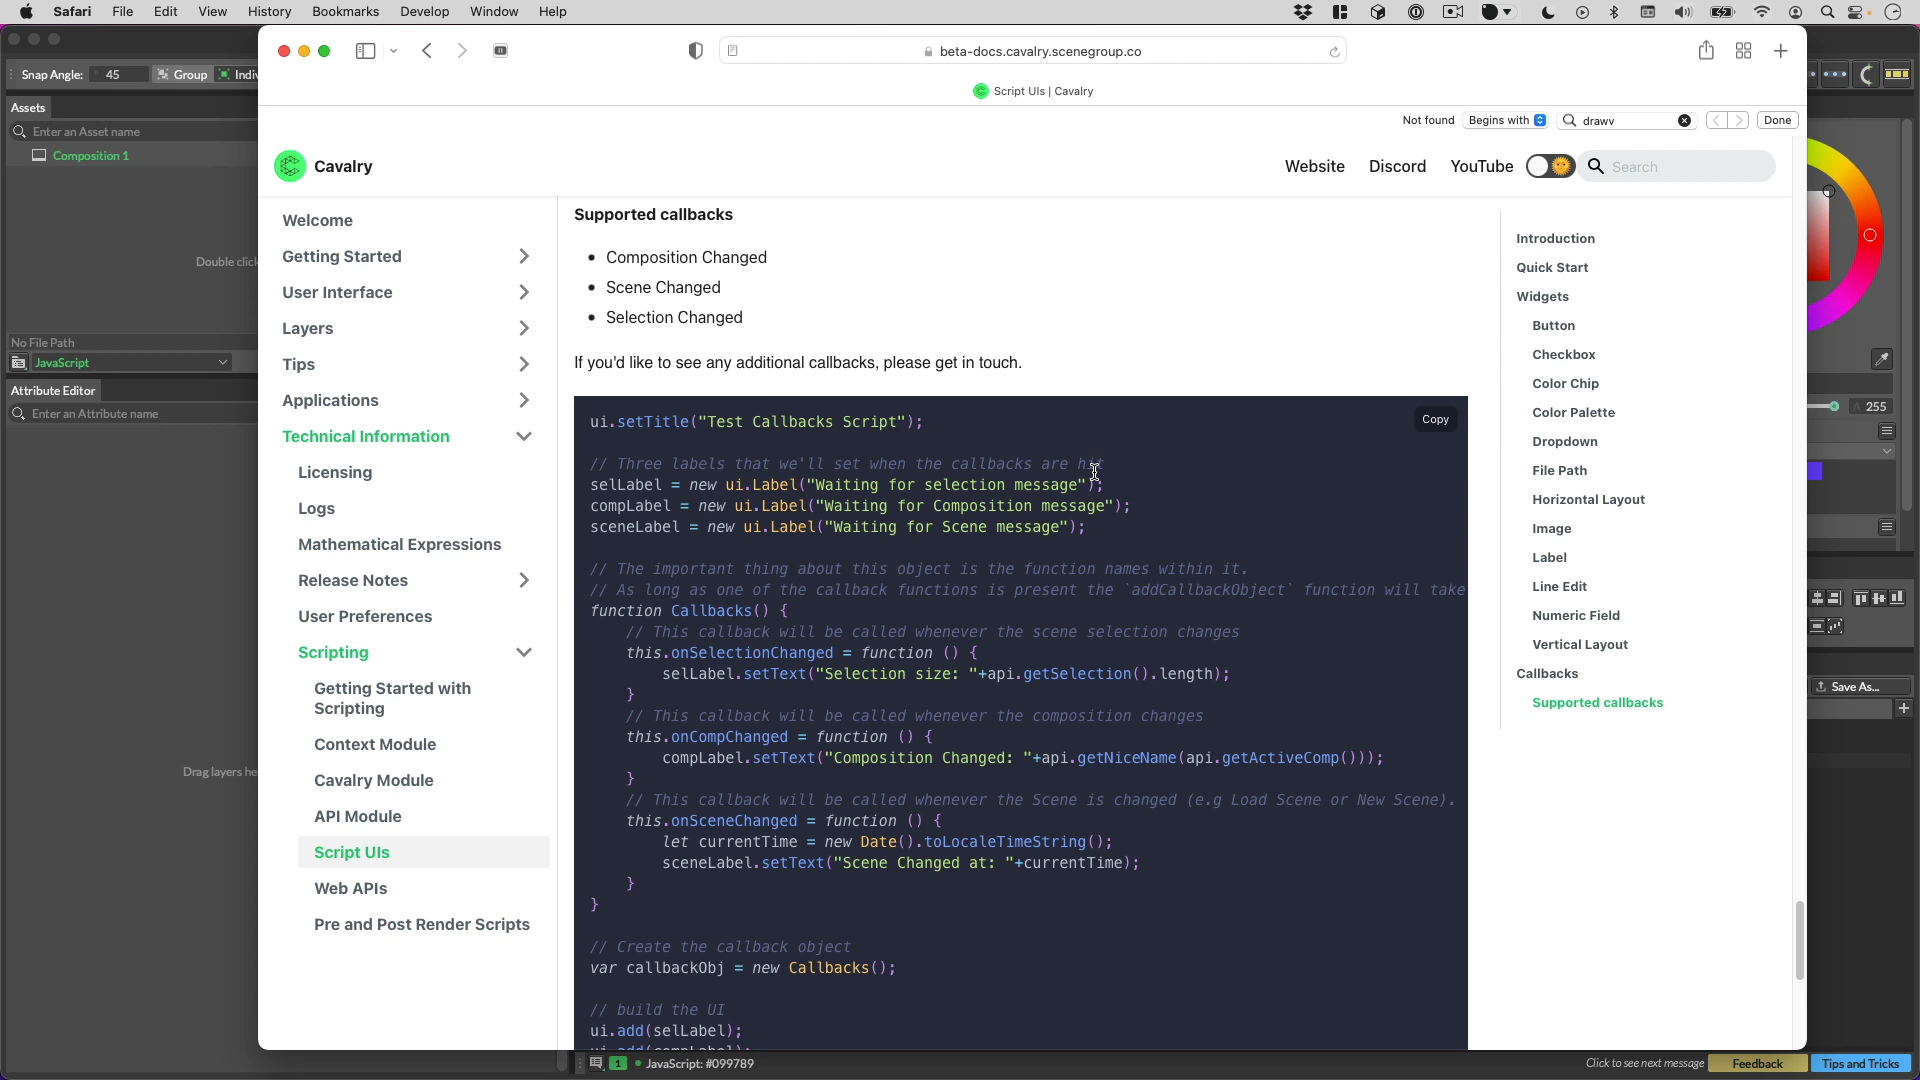 Safari File Edit View History Bookmarks Develop Window Help
Snap Angle: 45 Group Indiv
beta-docs.cavalry.scenegroup.co
Script UIs | Cavalry
Not found Begins with drawv Done
Assets
Enter an Asset name
Composition 1
Double click
No File Path
JavaScript
Attribute Editor
Enter an Attribute name
Drag layers he
Cavalry
Website Discord YouTube Search
Welcome
Getting Started
User Interface
Layers
Tips
Applications
Technical Information
Licensing
Logs
Mathematical Expressions
Release Notes
User Preferences
Scripting
Getting Started with
Scripting
Context Module
Cavalry Module
API Module
Script UIs
Web APIs
Pre and Post Render Scripts
Supported callbacks
Composition Changed
Scene Changed
Selection Changed
If you'd like to see any additional callbacks, please get in touch.
Copy
ui.setTitle("Test Callbacks Script");
// Three labels that we'll set when the callbacks are hit
selLabel = new ui.Label("Waiting for selection message");
compLabel = new ui.Label("Waiting for Composition message");
sceneLabel = new ui.Label("Waiting for Scene message");
// The important thing about this object is the function names within it.
// As long as one of the callback functions is present the `addCallbackObject` function will take
function Callbacks() {
// This callback will be called whenever the scene selection changes
this.onSelectionChanged = function () {
selLabel.setText("Selection size: "+api.getSelection().length);
}
// This callback will be called whenever the composition changes
this.onCompChanged = function () {
compLabel.setText("Composition Changed: "+api.getNiceName(api.getActiveComp()));
}
// This callback will be called whenever the Scene is changed (e.g Load Scene or New Scene).
this.onSceneChanged = function () {
let currentTime = new Date().toLocaleTimeString();
sceneLabel.setText("Scene Changed at: "+currentTime);
}
}
// Create the callback object
var callbackObj = new Callbacks();
// build the UI
ui.add(selLabel);
ui.add(compLabel);
Introduction
Quick Start
Widgets
Button
Checkbox
Color Chip
Color Palette
Dropdown
File Path
Horizontal Layout
Image
Label
Line Edit
Numeric Field
Vertical Layout
Callbacks
Supported callbacks
A 255
Save As...
1 JavaScript: #099789
Click to see next message Feedback Tips and Tricks